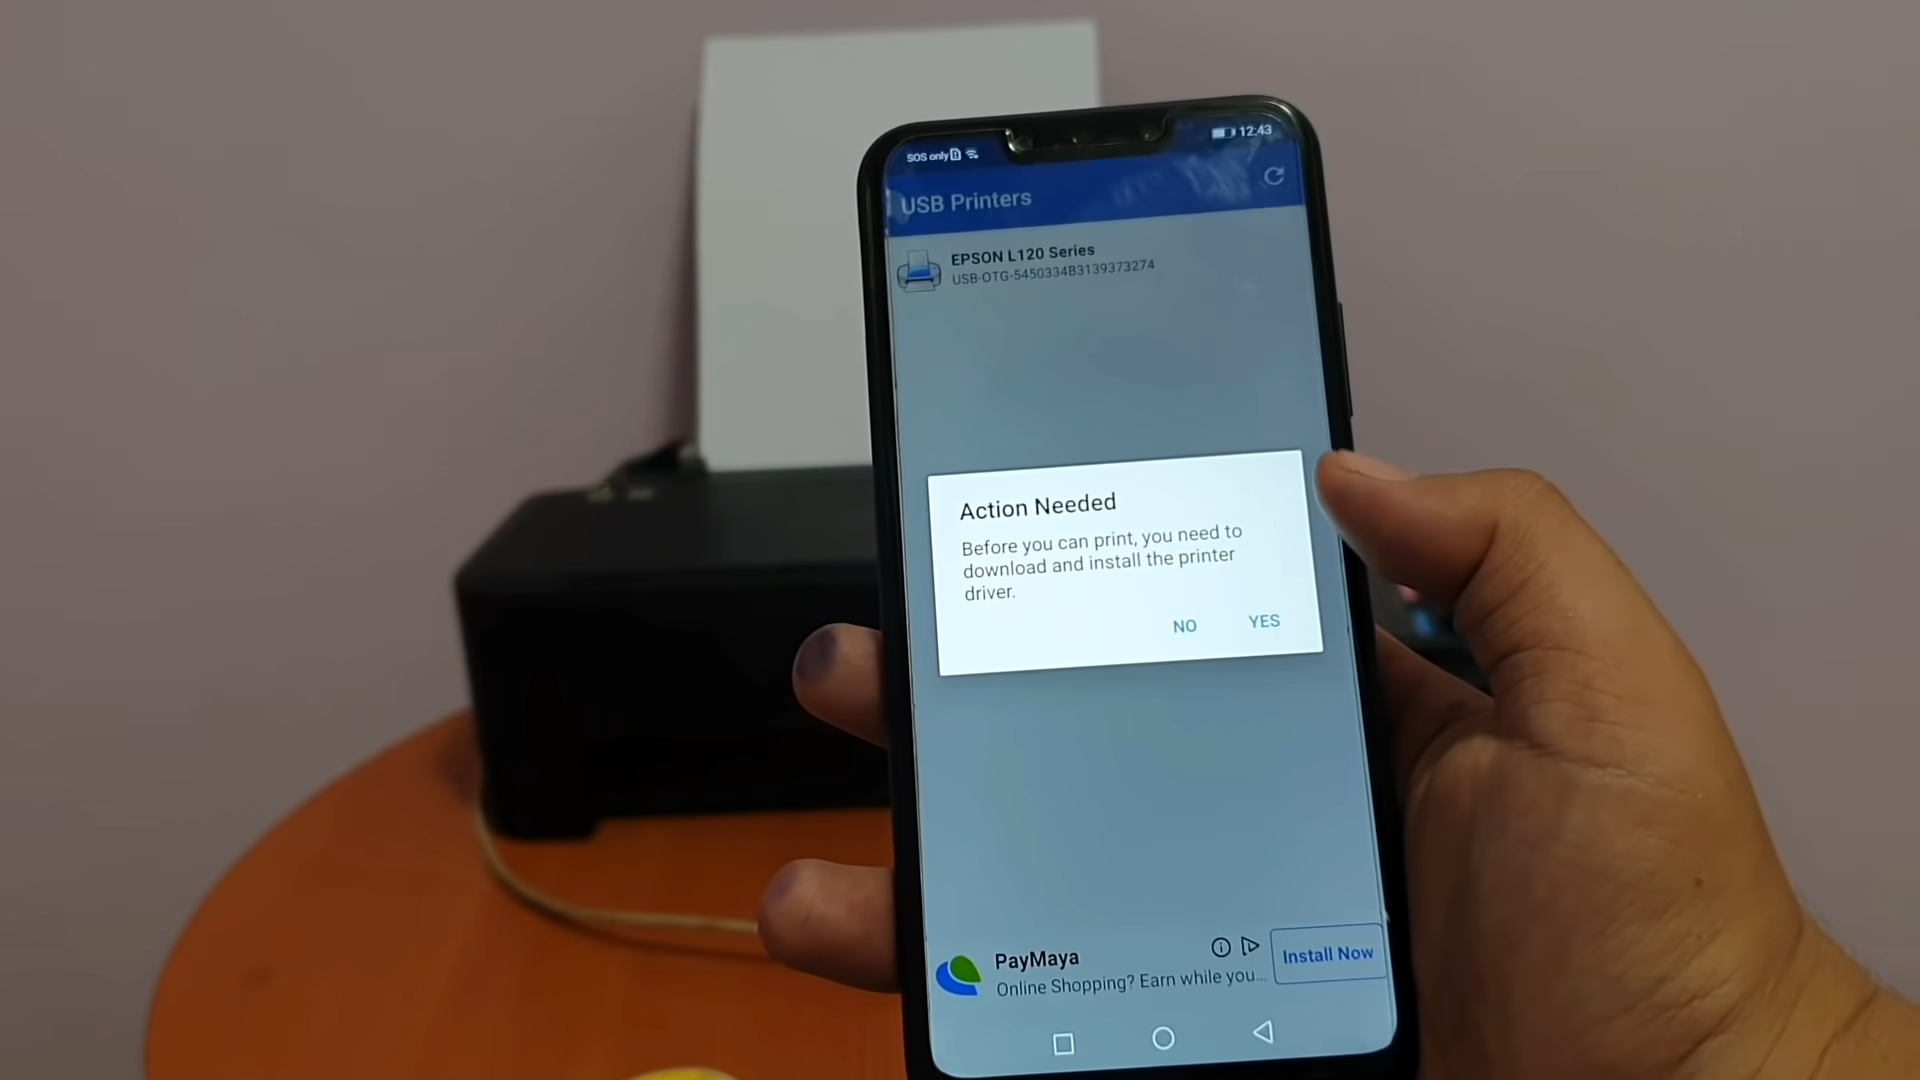 SOS only
12:43
USB Printers
EPSON L120 Series
USB-OTG-5450334B3139373274
Action Needed
Before you can print, you need to
download and install the printer
driver.
NO YES
PayMaya
Online Shopping? Earn while you...
Install Now